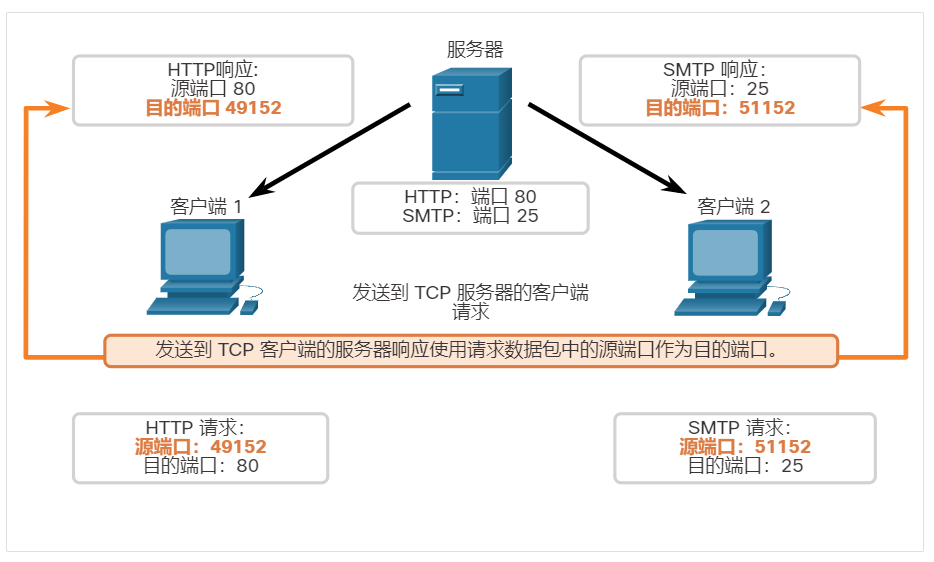 服务器
HTTP响应:
源端口 80
目的端口 49152
SMTP 响应:
源端口：25
目的端口：51152
HTTP：端口 80
SMTP：端口 25
客户端 1
客户端 2
发送到 TCP 服务器的客户端
请求
发送到 TCP 客户端的服务器响应使用请求数据包中的源端口作为目的端口。
HTTP 请求:
源端口：49152
目的端口：80
SMTP 请求:
源端口：51152
目的端口：25